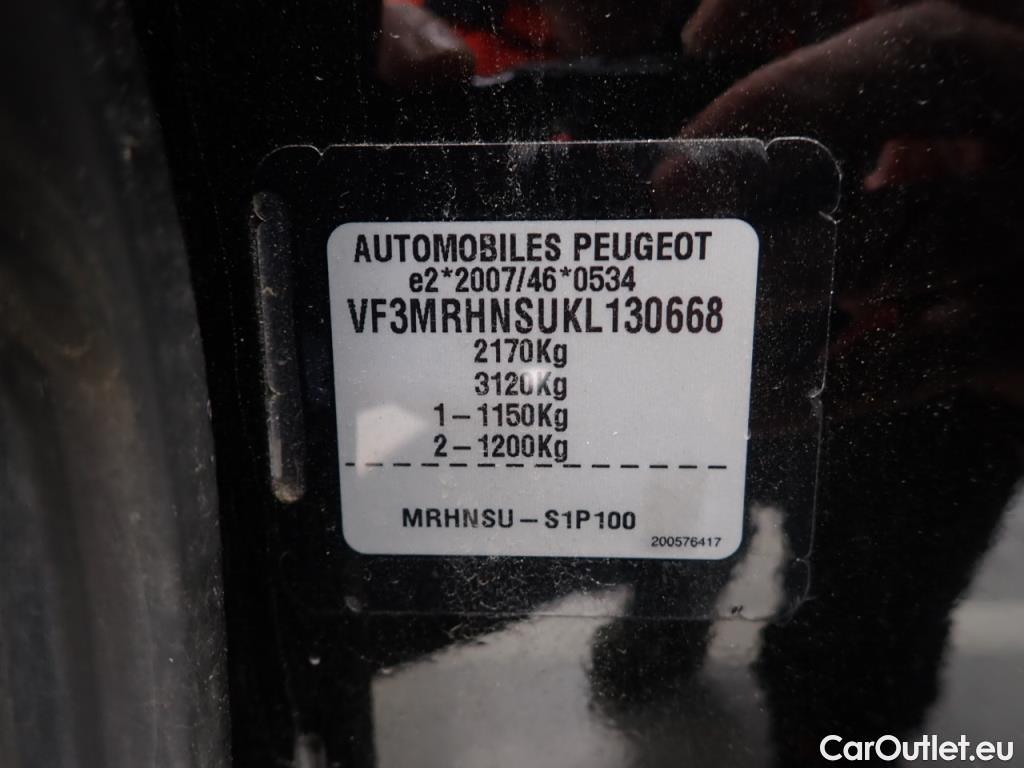 AUTOMOBILES PEUGEOT
e2*2007/46*0534
VF3MRHNSUKL130668
2170Kg
3120Kg
1-1150Kg
2-1200Kg
MRHNSU-S1P100
200576417
CarOutlet.eu